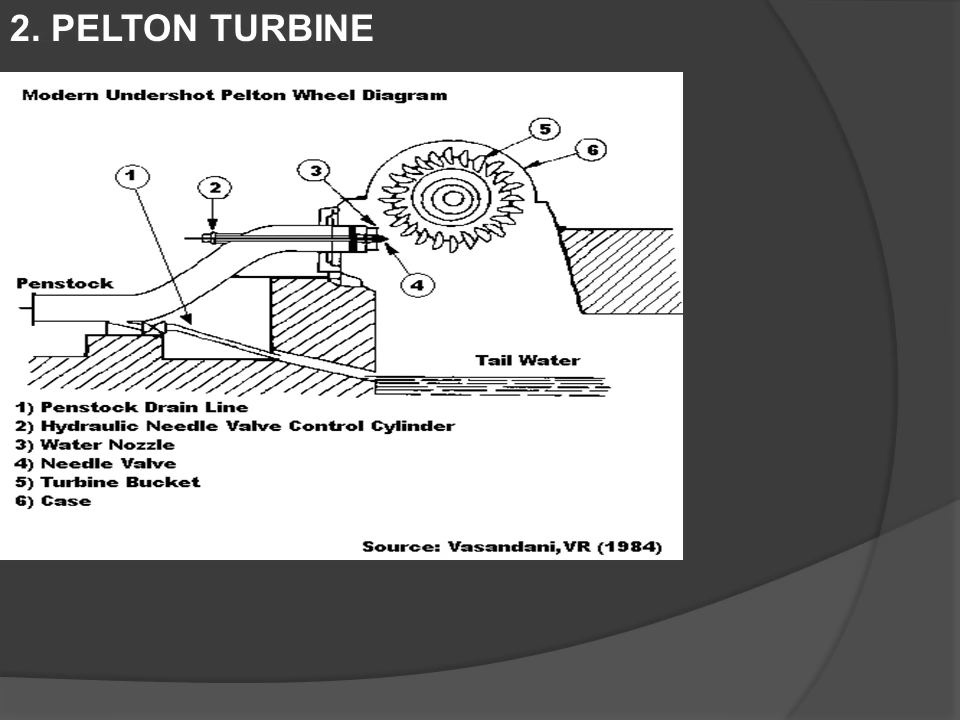 2. PELTON TURBINE
Modern Undershot Pelton Wheel Diagram
5
6
1
2
3
4
Penstock
Tail Water
1) Penstock Drain Line
2) Hydraulic Needle Valve Control Cylinder
3) Water Nozzle
4) Needle Valve
5) Turbine Bucket
6) Case
Source: Vasandani,VR (1984)